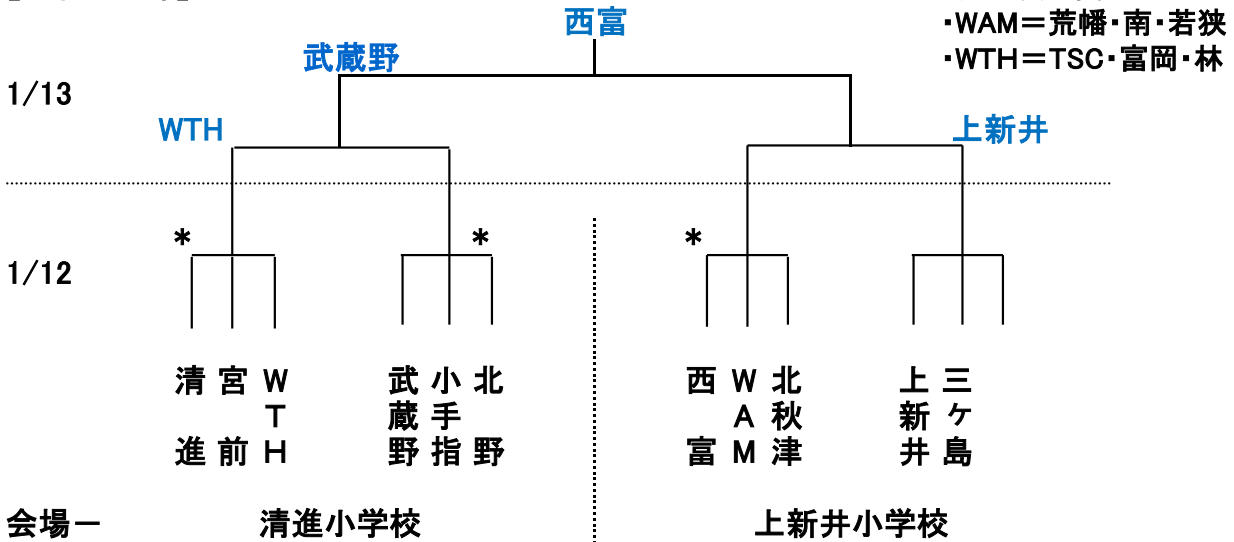 西富
・WAM＝荒幡・南・若狭
武蔵野
・WTH＝TSC・富岡・林
1/13
WTH
上新井
* * *
1/12
清進 宮前 WTH 武蔵野 小手指 北野 西富 WAM 北秋津 上新井 三ヶ島
会場－ 清進小学校 上新井小学校